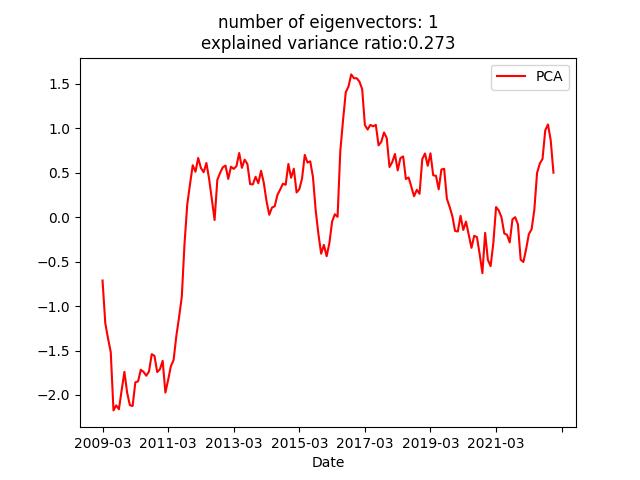 number of eigenvectors: 1
explained variance ratio:0.273
PCA
1.5
1.0
0.5
0.0
−0.5
−1.0
−1.5
−2.0
2009-03 2011-03 2013-03 2015-03 2017-03 2019-03 2021-03
Date